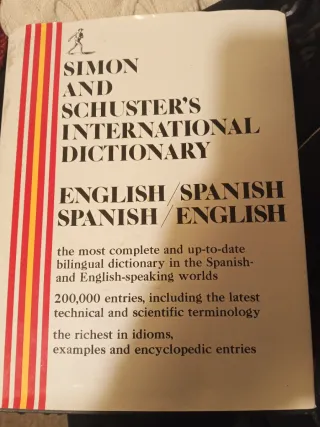 SIMON
AND
SCHUSTER'S
INTERNATIONAL
DICTIONARY
ENGLISH/SPANISH
SPANISH/ENGLISH
the most complete and up-to-date
bilingual dictionary in the Spanish-
and English-speaking worlds
200,000 entries, including the latest
technical and scientific terminology
the richest in idioms,
examples and encyclopedic entries